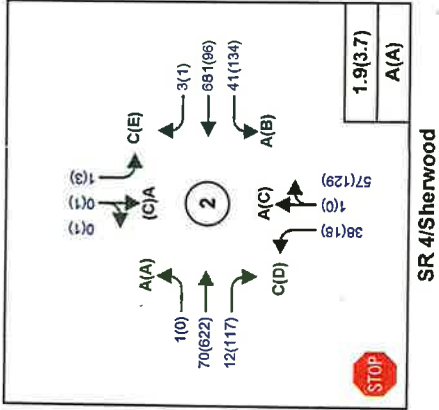 0(1)
0(1)
1(3)
3(1)
681(96)
41(134)
C(E)
(C)A
A(A)
2
A(B)
A(C)
C(D)
1(0)
70(622)
12(117)
38(18)
1(0)
57(129)
1.9(3.7)
A(A)
STOP
SR 4/Sherwood